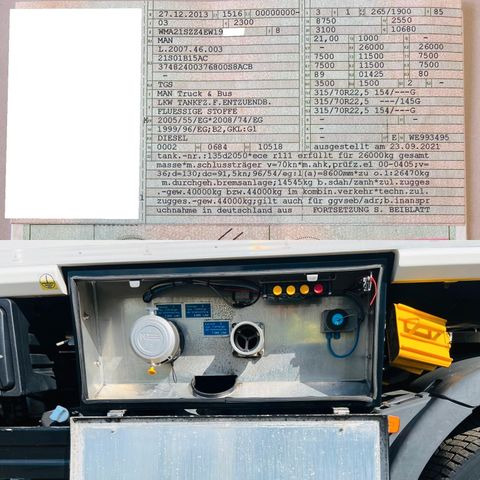 27.12.2013 1516 00000000- 3 1 265/1900 85
03 2300 8750 2550
WMA21SZZ4EW19 8 3100 10680
MAN 21,00 1000 -
L.2007.46.003 - 26000 26000
21S01B15AC 7500 11500 7500
37482400376800S8ACB 7500 11500 7500
- 89 01425 80
TGS 3500 1500 2 -
MAN Truck & Bus 315/70R22,5 154/---G
LKW TANKFZ.F.ENTZUENDB. 315/70R22,5 ---/145G
FLUESSIGE STOFFE 315/70R22,5 154/---G
2005/55/EG*2008/74/EG -
1999/96/EG;B2,GKL:G1 -
DIESEL - E WE993495
0002 0684 10518 ausgestellt am 23.09.2021
tank.-nr.:135d2050*ece r111 erfüllt für 26000kg gesamt
masse*m.schlussträger v=70kn*m.ahk,prüfz.e1 00-0405;v=
36;d=130;dc=91,5kn;96/54/eg:l(a)=8600mm*zu o.1:26470kg
m.durchgeh.bremsanlage;14545kg b.sdah/zanh*zul.zugges
.-gew.40000kg bzw.44000kg im kombin.verkehr*techn.zul.
zugges.-gew.44000kg;gilt auch für ggvseb/adr;b.inanspr
uchnahme in deutschland aus FORTSETZUNG S. BEIBLATT